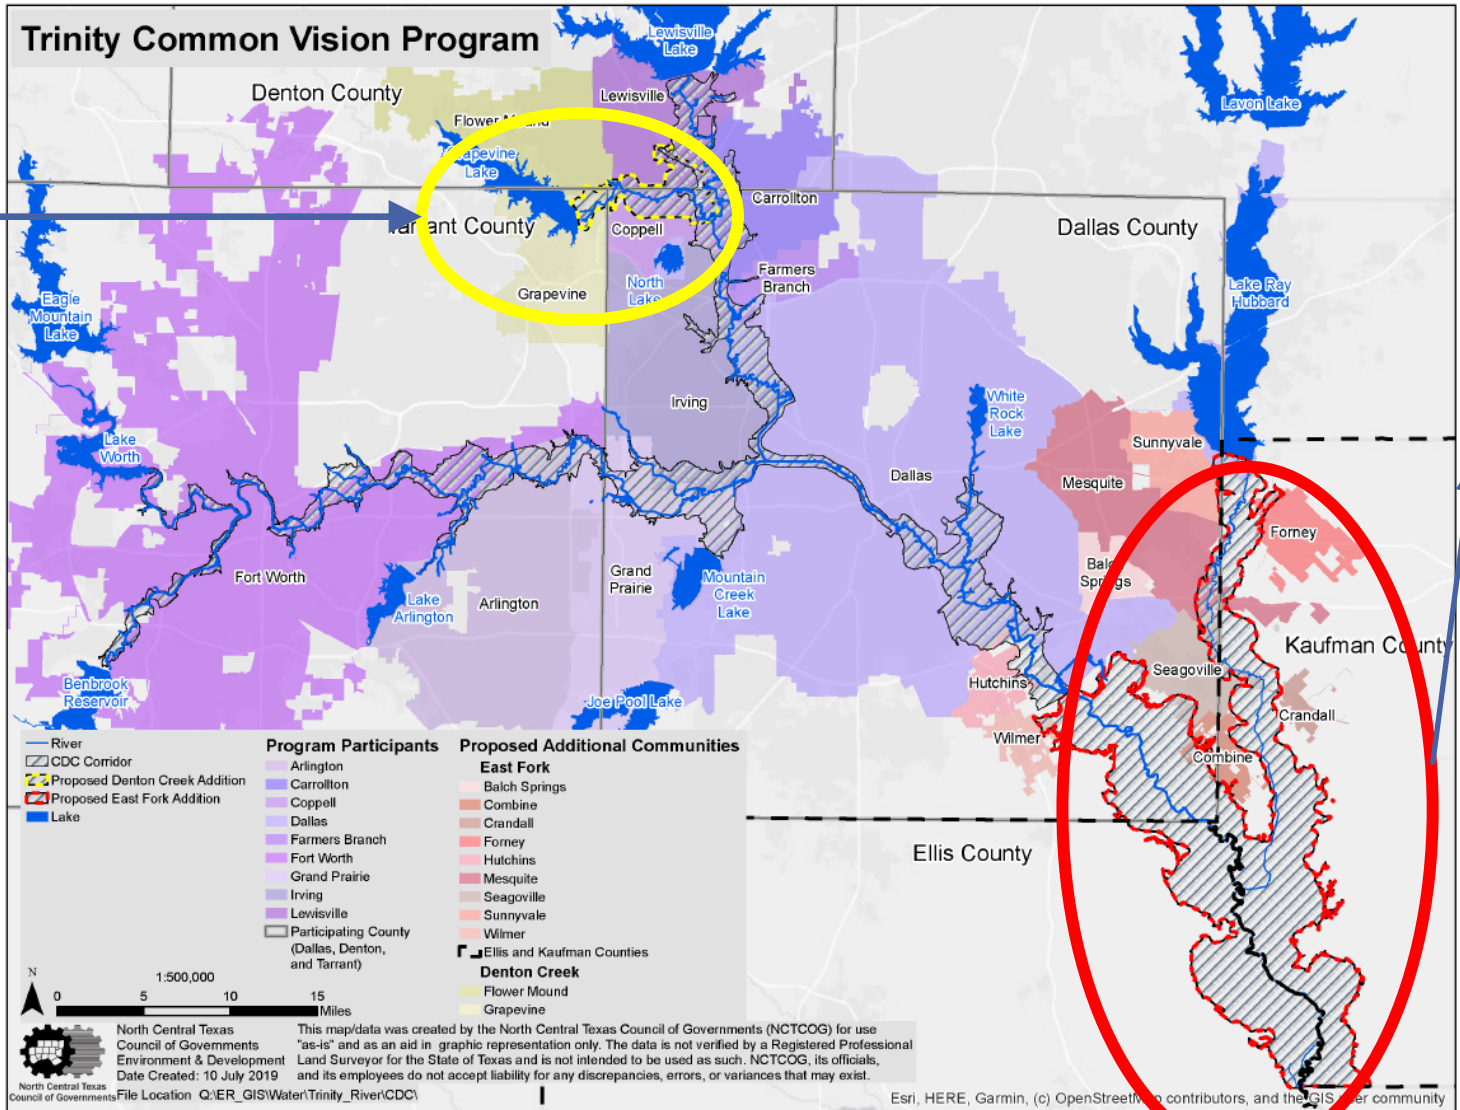 Trinity Common Vision Program
Lewisville
Lake
Denton County
Lavon Lake
Lewisville
Flower Mound
Grapevine
Lake
Carrollton
Tarrant County
Coppell
Dallas County
North
Lake
Farmers
Branch
Grapevine
Lake Ray
Hubbard
Eagle
Mountain
Lake
Irving
White
Rock
Lake
Lake
Worth
Sunnyvale
Dallas
Mesquite
Forney
Balch
Springs
Fort Worth
Grand
Prairie
Mountain
Creek
Lake
Lake
Arlington
Arlington
Kaufman County
Seagoville
Hutchins
Benbrook
Reservoir
Joe Pool Lake
Crandall
Wilmer
Combine
Ellis County
River
CDC Corridor
Proposed Denton Creek Addition
Proposed East Fork Addition
Lake
Program Participants
Arlington
Carrollton
Coppell
Dallas
Farmers Branch
Fort Worth
Grand Prairie
Irving
Lewisville
Participating County
(Dallas, Denton,
and Tarrant)
Proposed Additional Communities
East Fork
Balch Springs
Combine
Crandall
Forney
Hutchins
Mesquite
Seagoville
Sunnyvale
Wilmer
Ellis and Kaufman Counties
Denton Creek
Flower Mound
Grapevine
N
1:500,000
0 5 10 15
Miles
North Central Texas
Council of Governments
North Central Texas
Council of Governments
Environment & Development
Date Created: 10 July 2019
File Location Q:\ER_GIS\Water\Trinity_River\CDC\
This map/data was created by the North Central Texas Council of Governments (NCTCOG) for use
"as-is" and as an aid in graphic representation only. The data is not verified by a Registered Professional
Land Surveyor for the State of Texas and is not intended to be used as such. NCTCOG, its officials,
and its employees do not accept liability for any discrepancies, errors, or variances that may exist.
Esri, HERE, Garmin, (c) OpenStreetMap contributors, and the GIS user community